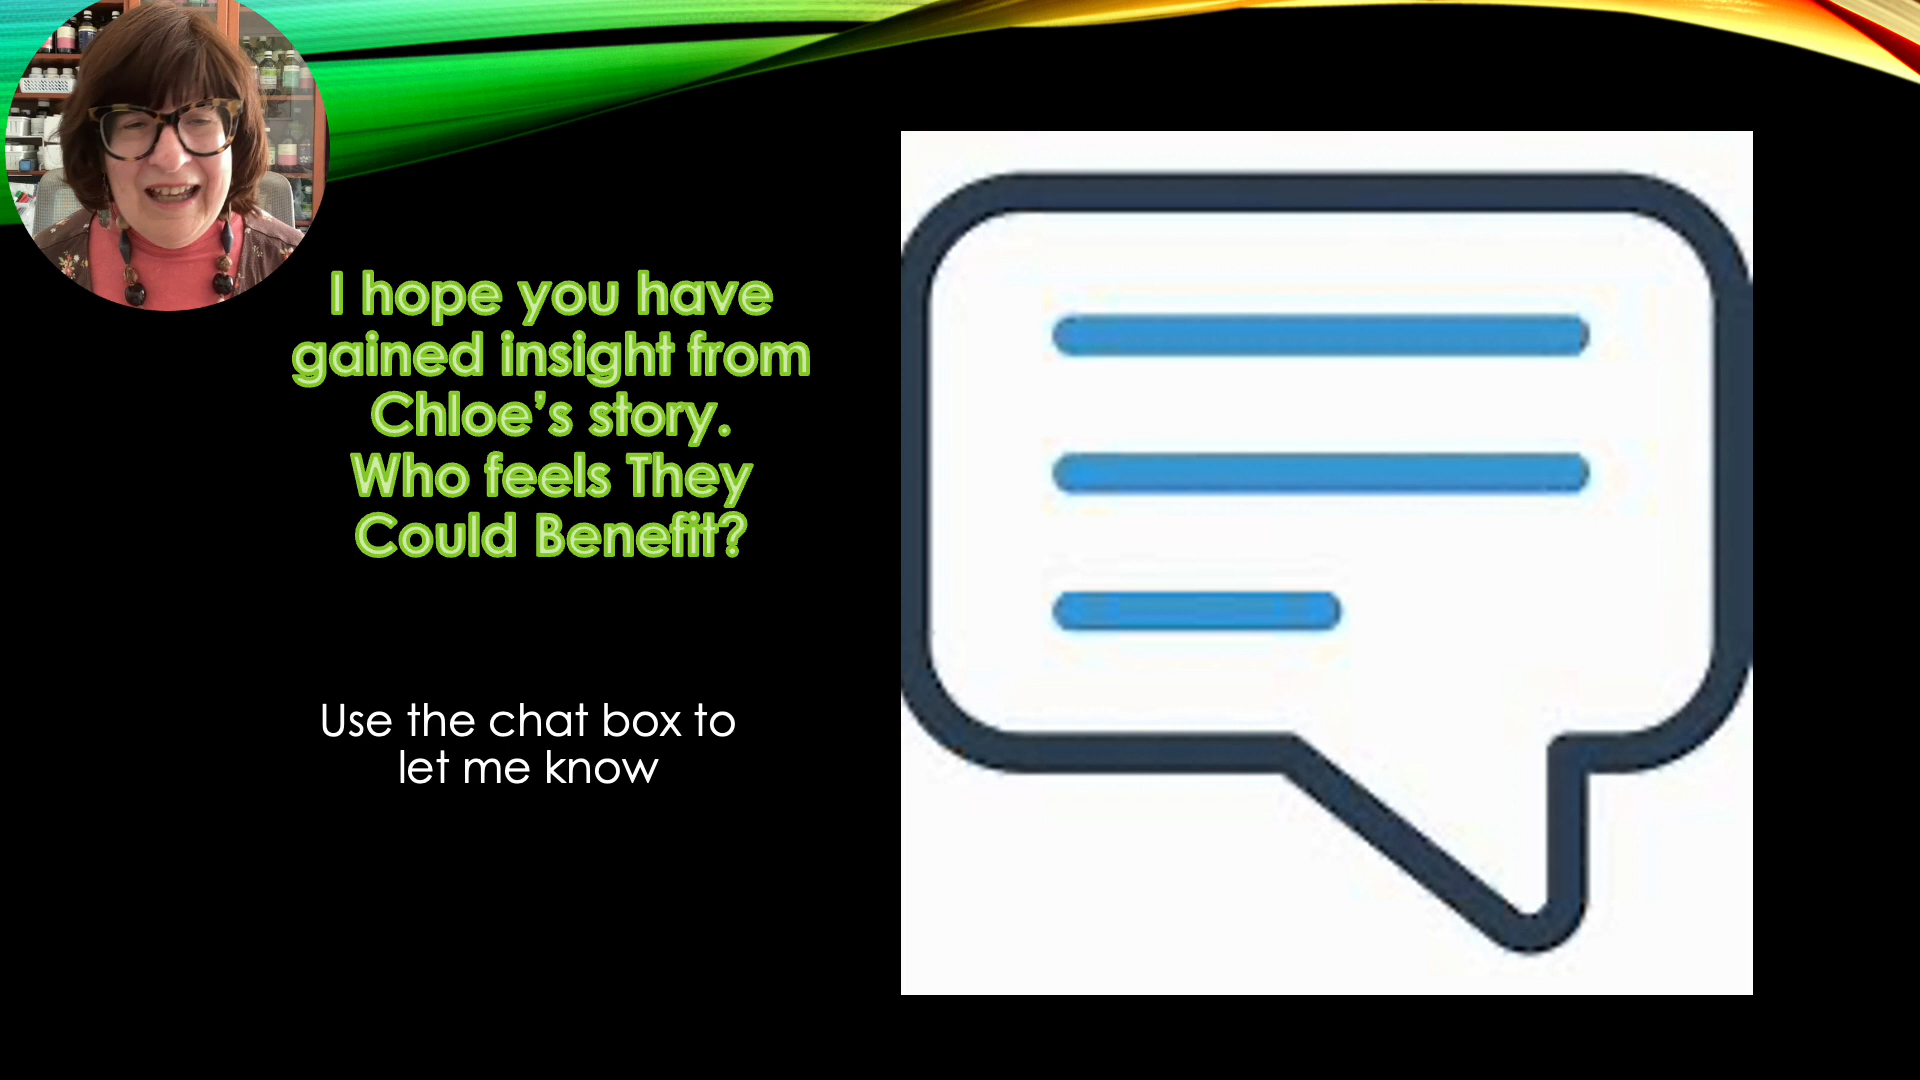 I hope you have
gained insight from
Chloe’s story.
Who feels They
Could Benefit?
Use the chat box to
let me know